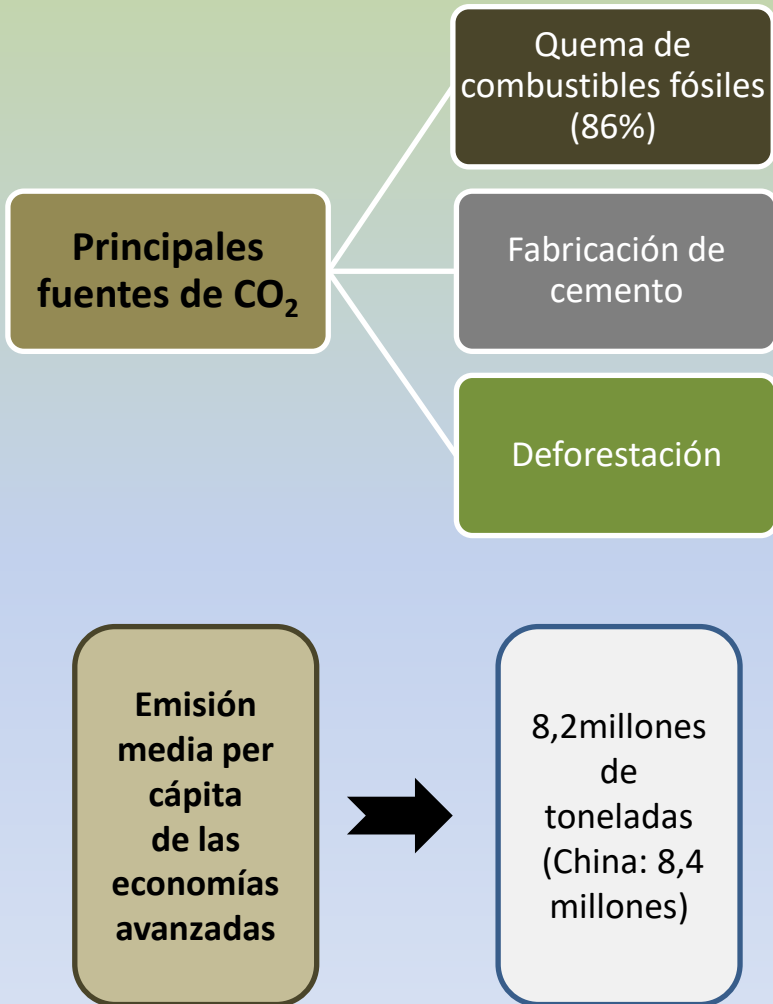 Quema de
combustibles fósiles
(86%)
Principales
fuentes de CO₂
Fabricación de
cemento
Deforestación
Emisión
media per
cápita
de las
economías
avanzadas
8,2millones
de
toneladas
(China: 8,4
millones)